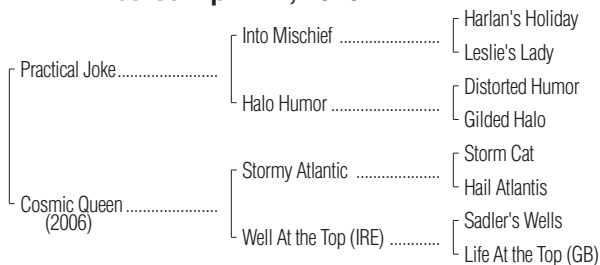 Harlan's Holiday
Into Mischief ........................
Leslie's Lady
Practical Joke........................
Distorted Humor
Halo Humor ..........................
Gilded Halo
Storm Cat
Stormy Atlantic ....................
Hail Atlantis
Cosmic Queen ......................
(2006)
Sadler's Wells
Well At the Top (IRE) ............
Life At the Top (GB)